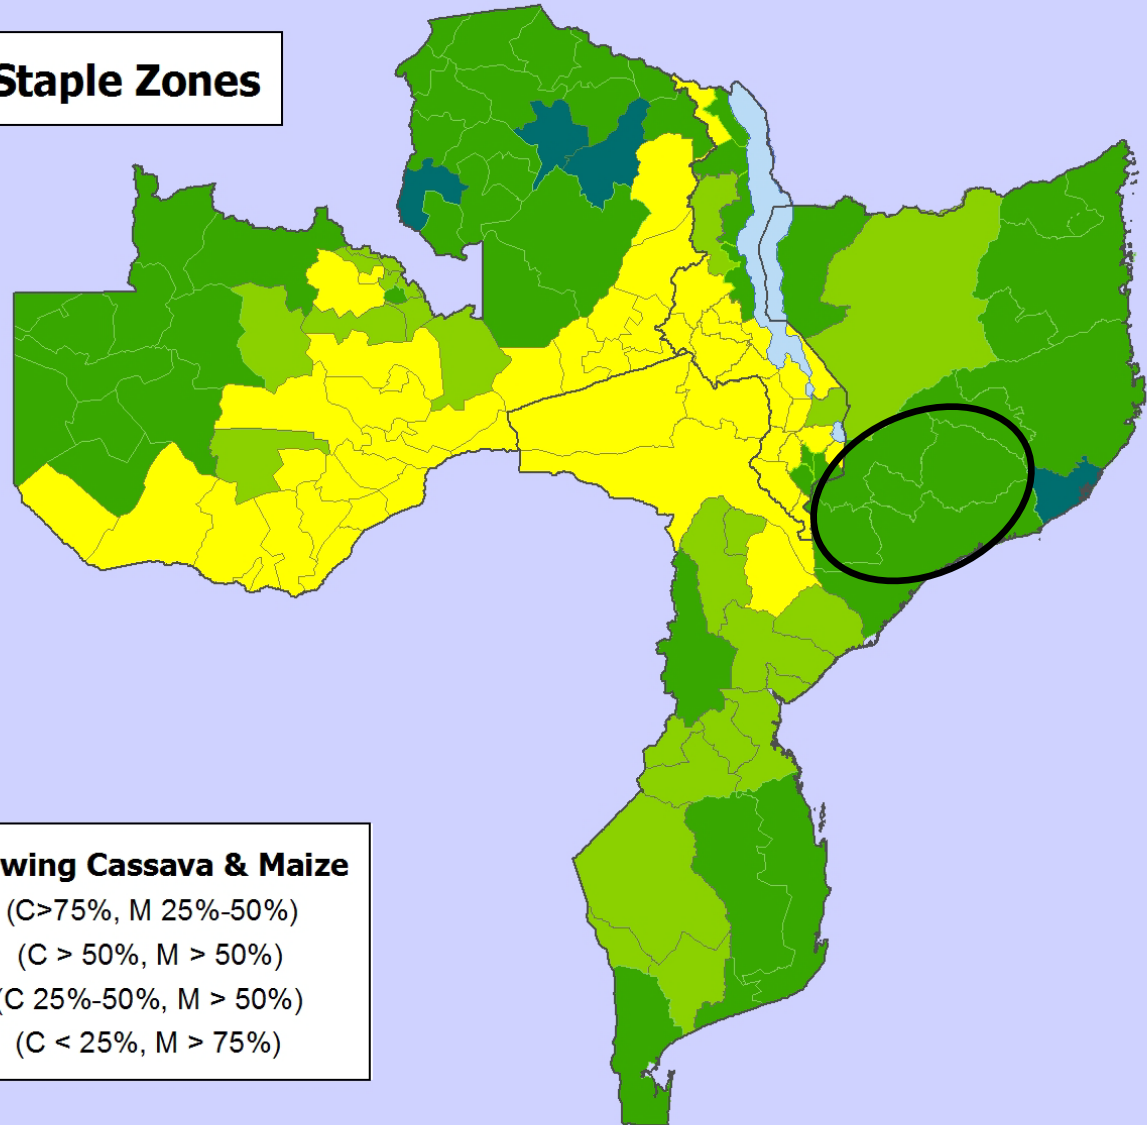 Staple Zones
wing Cassava & Maize
(C>75%, M 25%-50%)
(C > 50%, M > 50%)
(C 25%-50%, M > 50%)
(C < 25%, M > 75%)